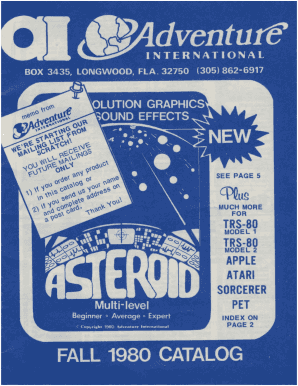 ai Adventure
INTERNATIONAL
BOX 3435, LONGWOOD, FLA. 32750 (305) 862-6917
memo from
Adventure
INTERNATIONAL
WE'RE STARTING OUR
MAILING LIST FROM
SCRATCH!
YOU WILL RECEIVE
FUTURE MAILINGS
ONLY
1) If you order any product
in this catalog or
2) If you send us your name
and complete address on
a post card. Thank You!
OLUTION GRAPHICS
SOUND EFFECTS
NEW
SEE PAGE 5
Plus
MUCH MORE
FOR
TRS-80
MODEL 1
TRS-80
MODEL 2
APPLE
ATARI
SORCERER
PET
INDEX ON
PAGE 2
ASTEROID
Multi-level
Beginner • Average • Expert
Copyright 1980 Adventure International
FALL 1980 CATALOG